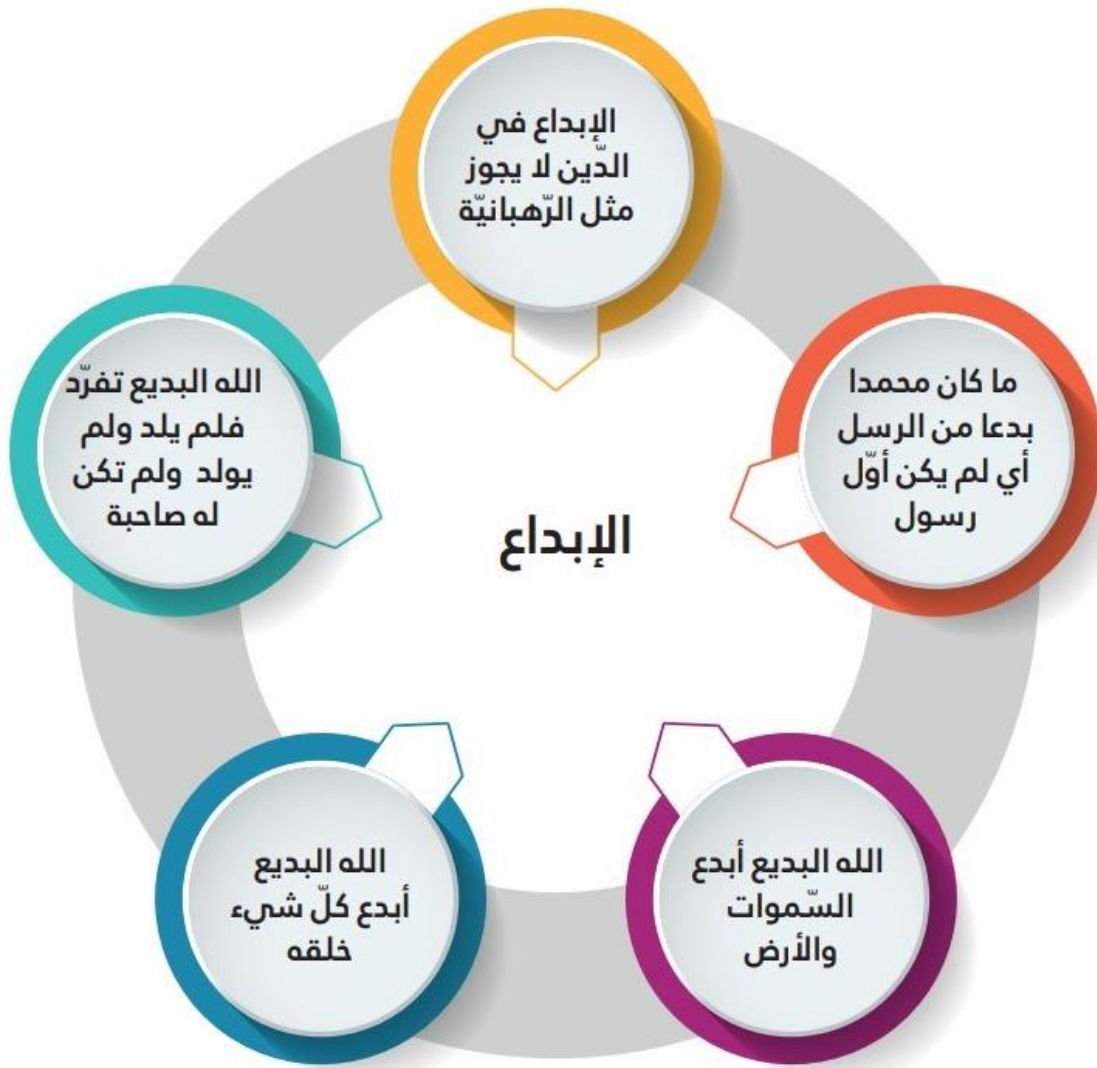 الإبداع في
الدّين لا يجوز
مثل الرّهبانيّة
ما كان محمدا
بدعا من الرسل
أي لم يكن أوّل
رسول
الله البديع تفرّد
فلم يلد ولم
يولد ولم تكن
له صاحبة
الإبداع
الله البديع أبدع
السّموات
والأرض
الله البديع
أبدع كلّ شيء
خلقه